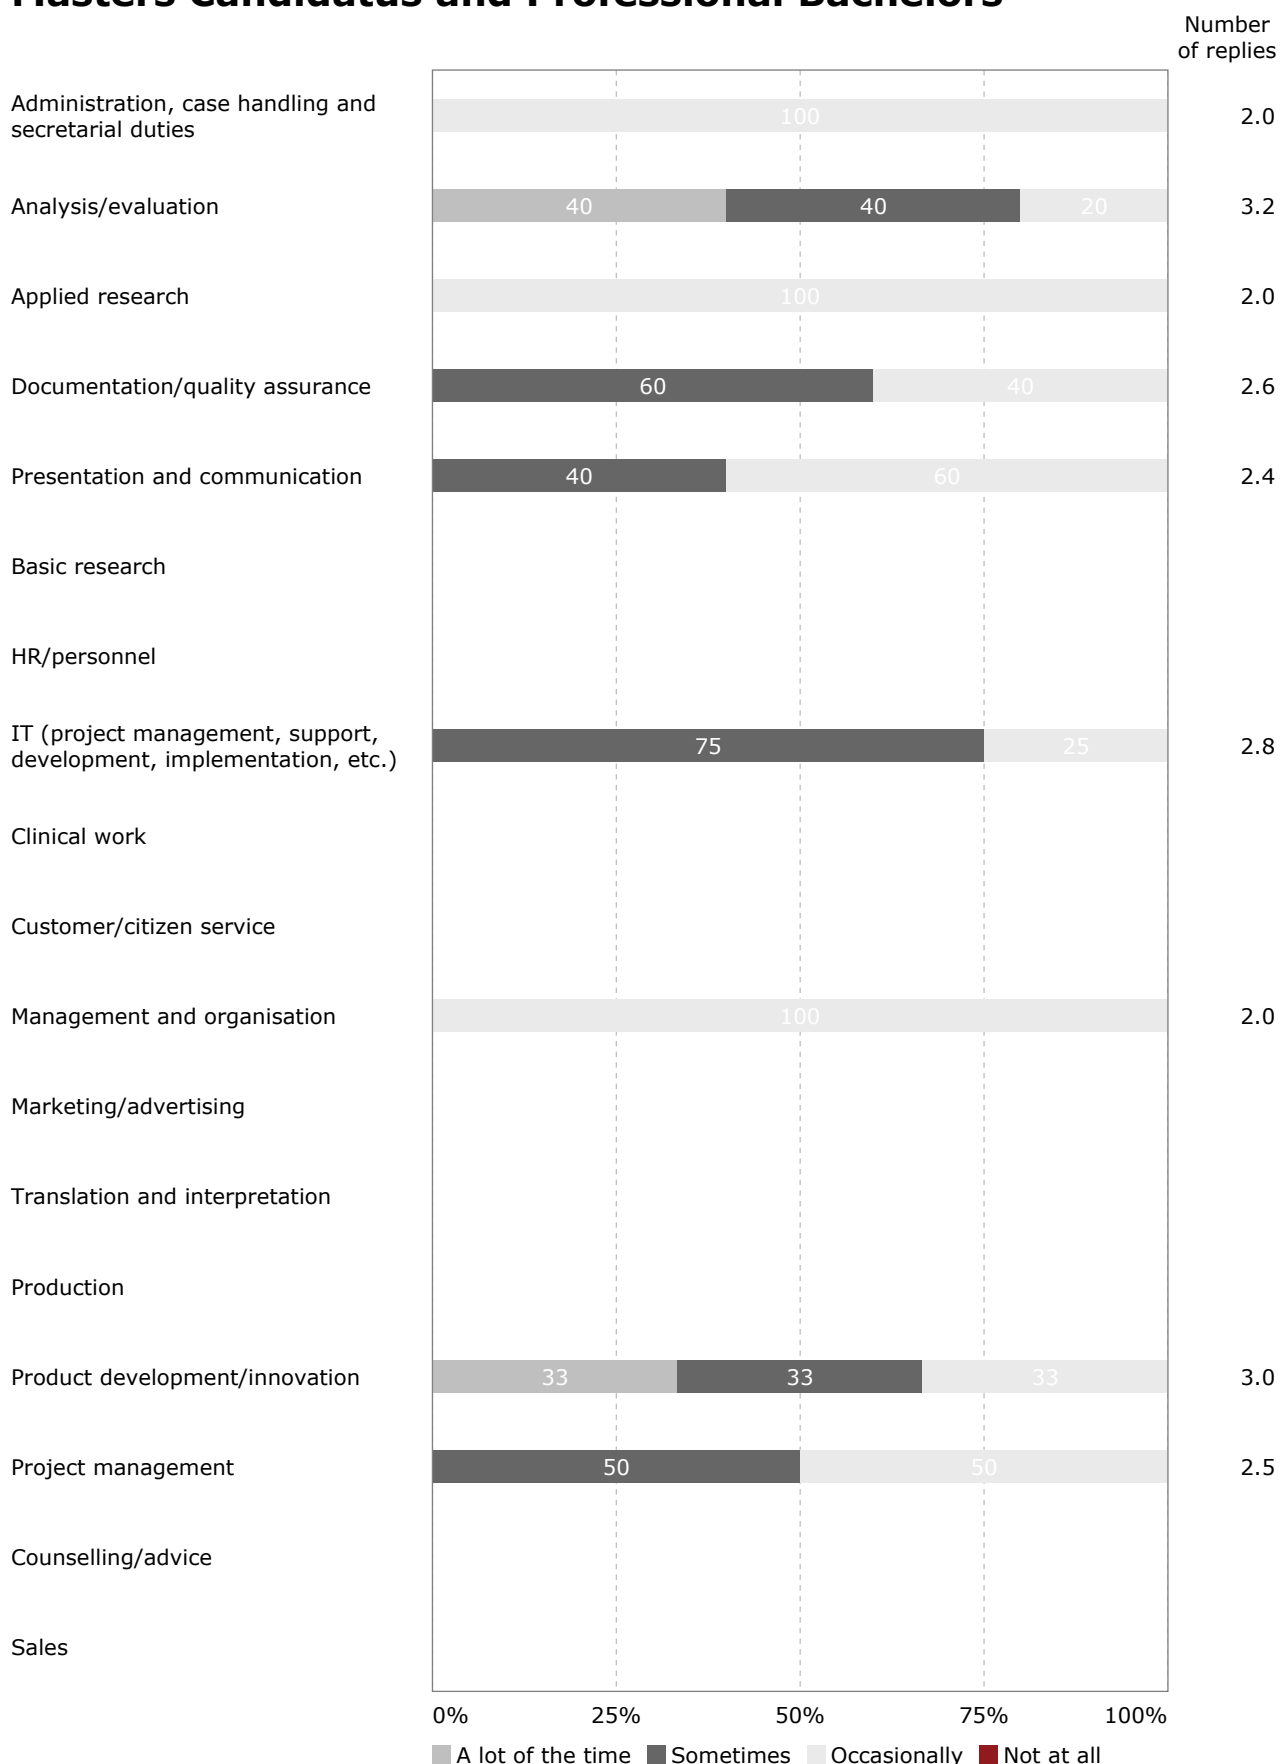 Masters Candidatus and Professional Bachelors
Number
of replies
Administration, case handling and
secretarial duties
100
2.0
Analysis/evaluation
40
40
20
3.2
Applied research
100
2.0
Documentation/quality assurance
60
40
2.6
Presentation and communication
40
60
2.4
Basic research
HR/personnel
IT (project management, support,
development, implementation, etc.)
75
25
2.8
Clinical work
Customer/citizen service
Management and organisation
100
2.0
Marketing/advertising
Translation and interpretation
Production
Product development/innovation
33
33
33
3.0
Project management
50
50
2.5
Counselling/advice
Sales
0% 25% 50% 75% 100%
A lot of the time Sometimes Occasionally Not at all